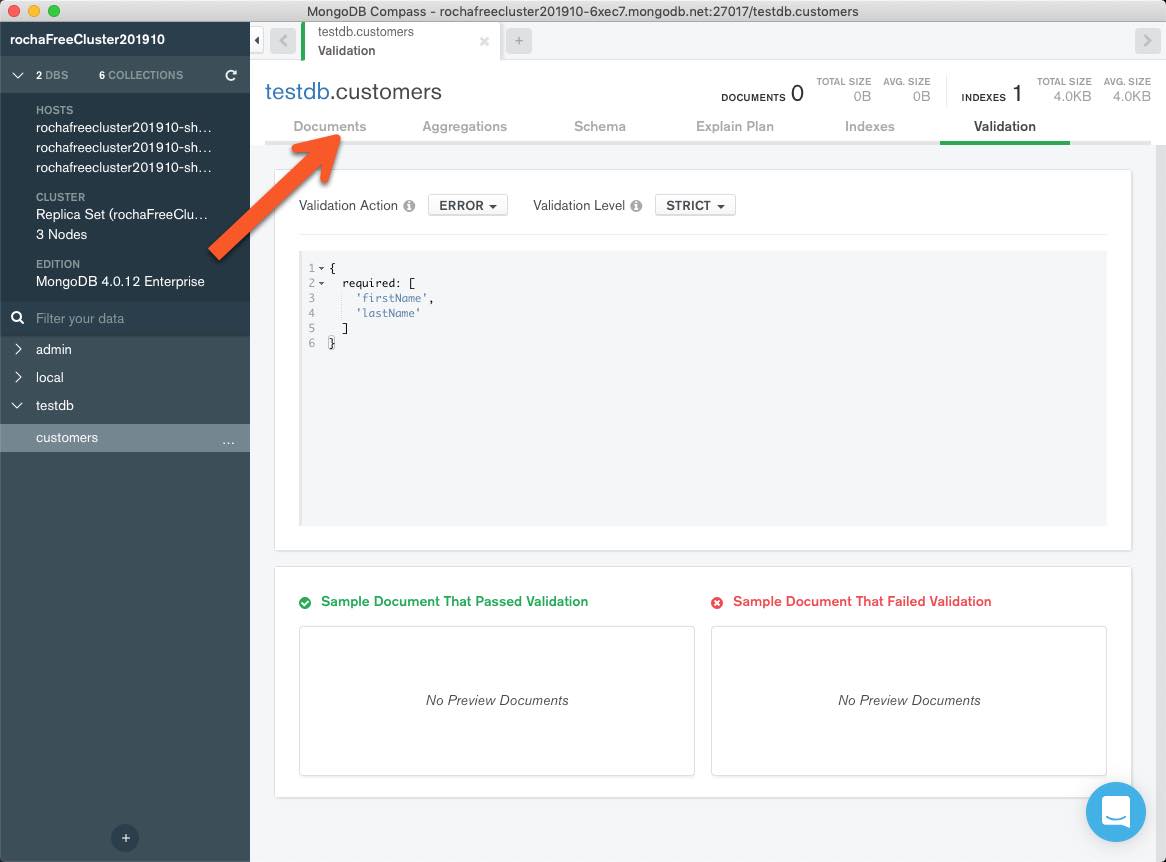 MongoDB Compass - rochafreecluster201910-6xec7.mongodb.net:27017/testdb.customers
rochaFreeCluster201910
2 DBS 6 COLLECTIONS
HOSTS
rochafreecluster201910-sh...
rochafreecluster201910-sh...
rochafreecluster201910-sh...
CLUSTER
Replica Set (rochaFreeClu...
3 Nodes
EDITION
MongoDB 4.0.12 Enterprise
Filter your data
admin
local
testdb
customers ...
+
testdb.customers
Validation
+
testdb.customers
DOCUMENTS 0 TOTAL SIZE 0B AVG. SIZE 0B INDEXES 1 TOTAL SIZE 4.0KB AVG. SIZE 4.0KB
Documents Aggregations Schema Explain Plan Indexes Validation
Validation Action ERROR Validation Level STRICT
1 {
2 required: [
3 'firstName',
4 'lastName'
5 ]
6 }
Sample Document That Passed Validation
No Preview Documents
Sample Document That Failed Validation
No Preview Documents